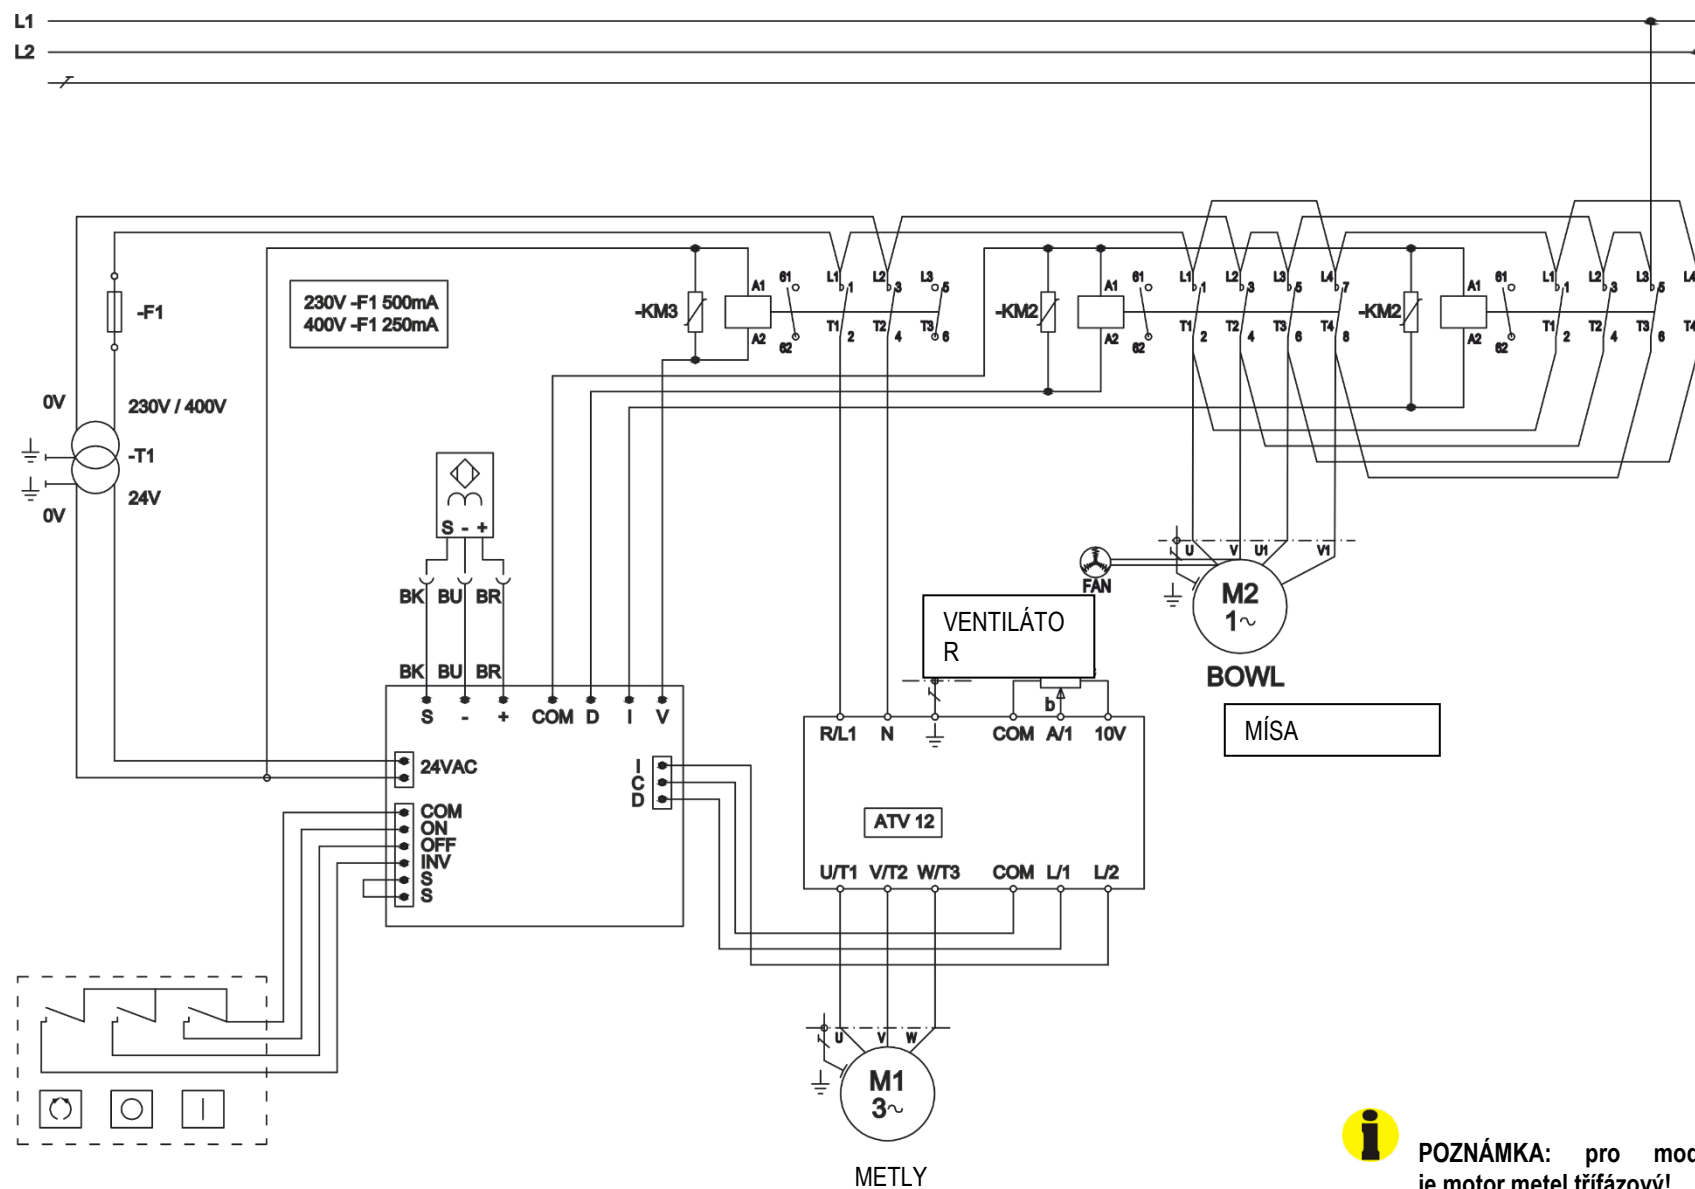 L1
L2
-F1
230V -F1 500mA
400V -F1 250mA
-KM3
A1
A2
61
62
L1
1
L2
3
L3
5
T1
2
T2
4
T3
6
-KM2
A1
A2
61
62
L1
1
L2
3
L3
5
L4
7
T1
2
T2
4
T3
6
T4
8
-KM2
A1
A2
61
62
L1
1
L2
3
L3
5
L4
T1
2
T2
4
T3
6
T4
0V
230V / 400V
-T1
24V
0V
S - +
BK BU BR
BK BU BR
S - + COM D I V
24VAC
COM
ON
OFF
INV
S
S
I
C
D
FAN
U V U1 V1
M2
1~
BOWL
MÍSA
VENTILÁTO
R
b
R/L1 N COM A/1 10V
ATV 12
U/T1 V/T2 W/T3 COM L/1 L/2
U V W
M1
3~
METLY
i
POZNÁMKA: pro
je motor metel třífázový!